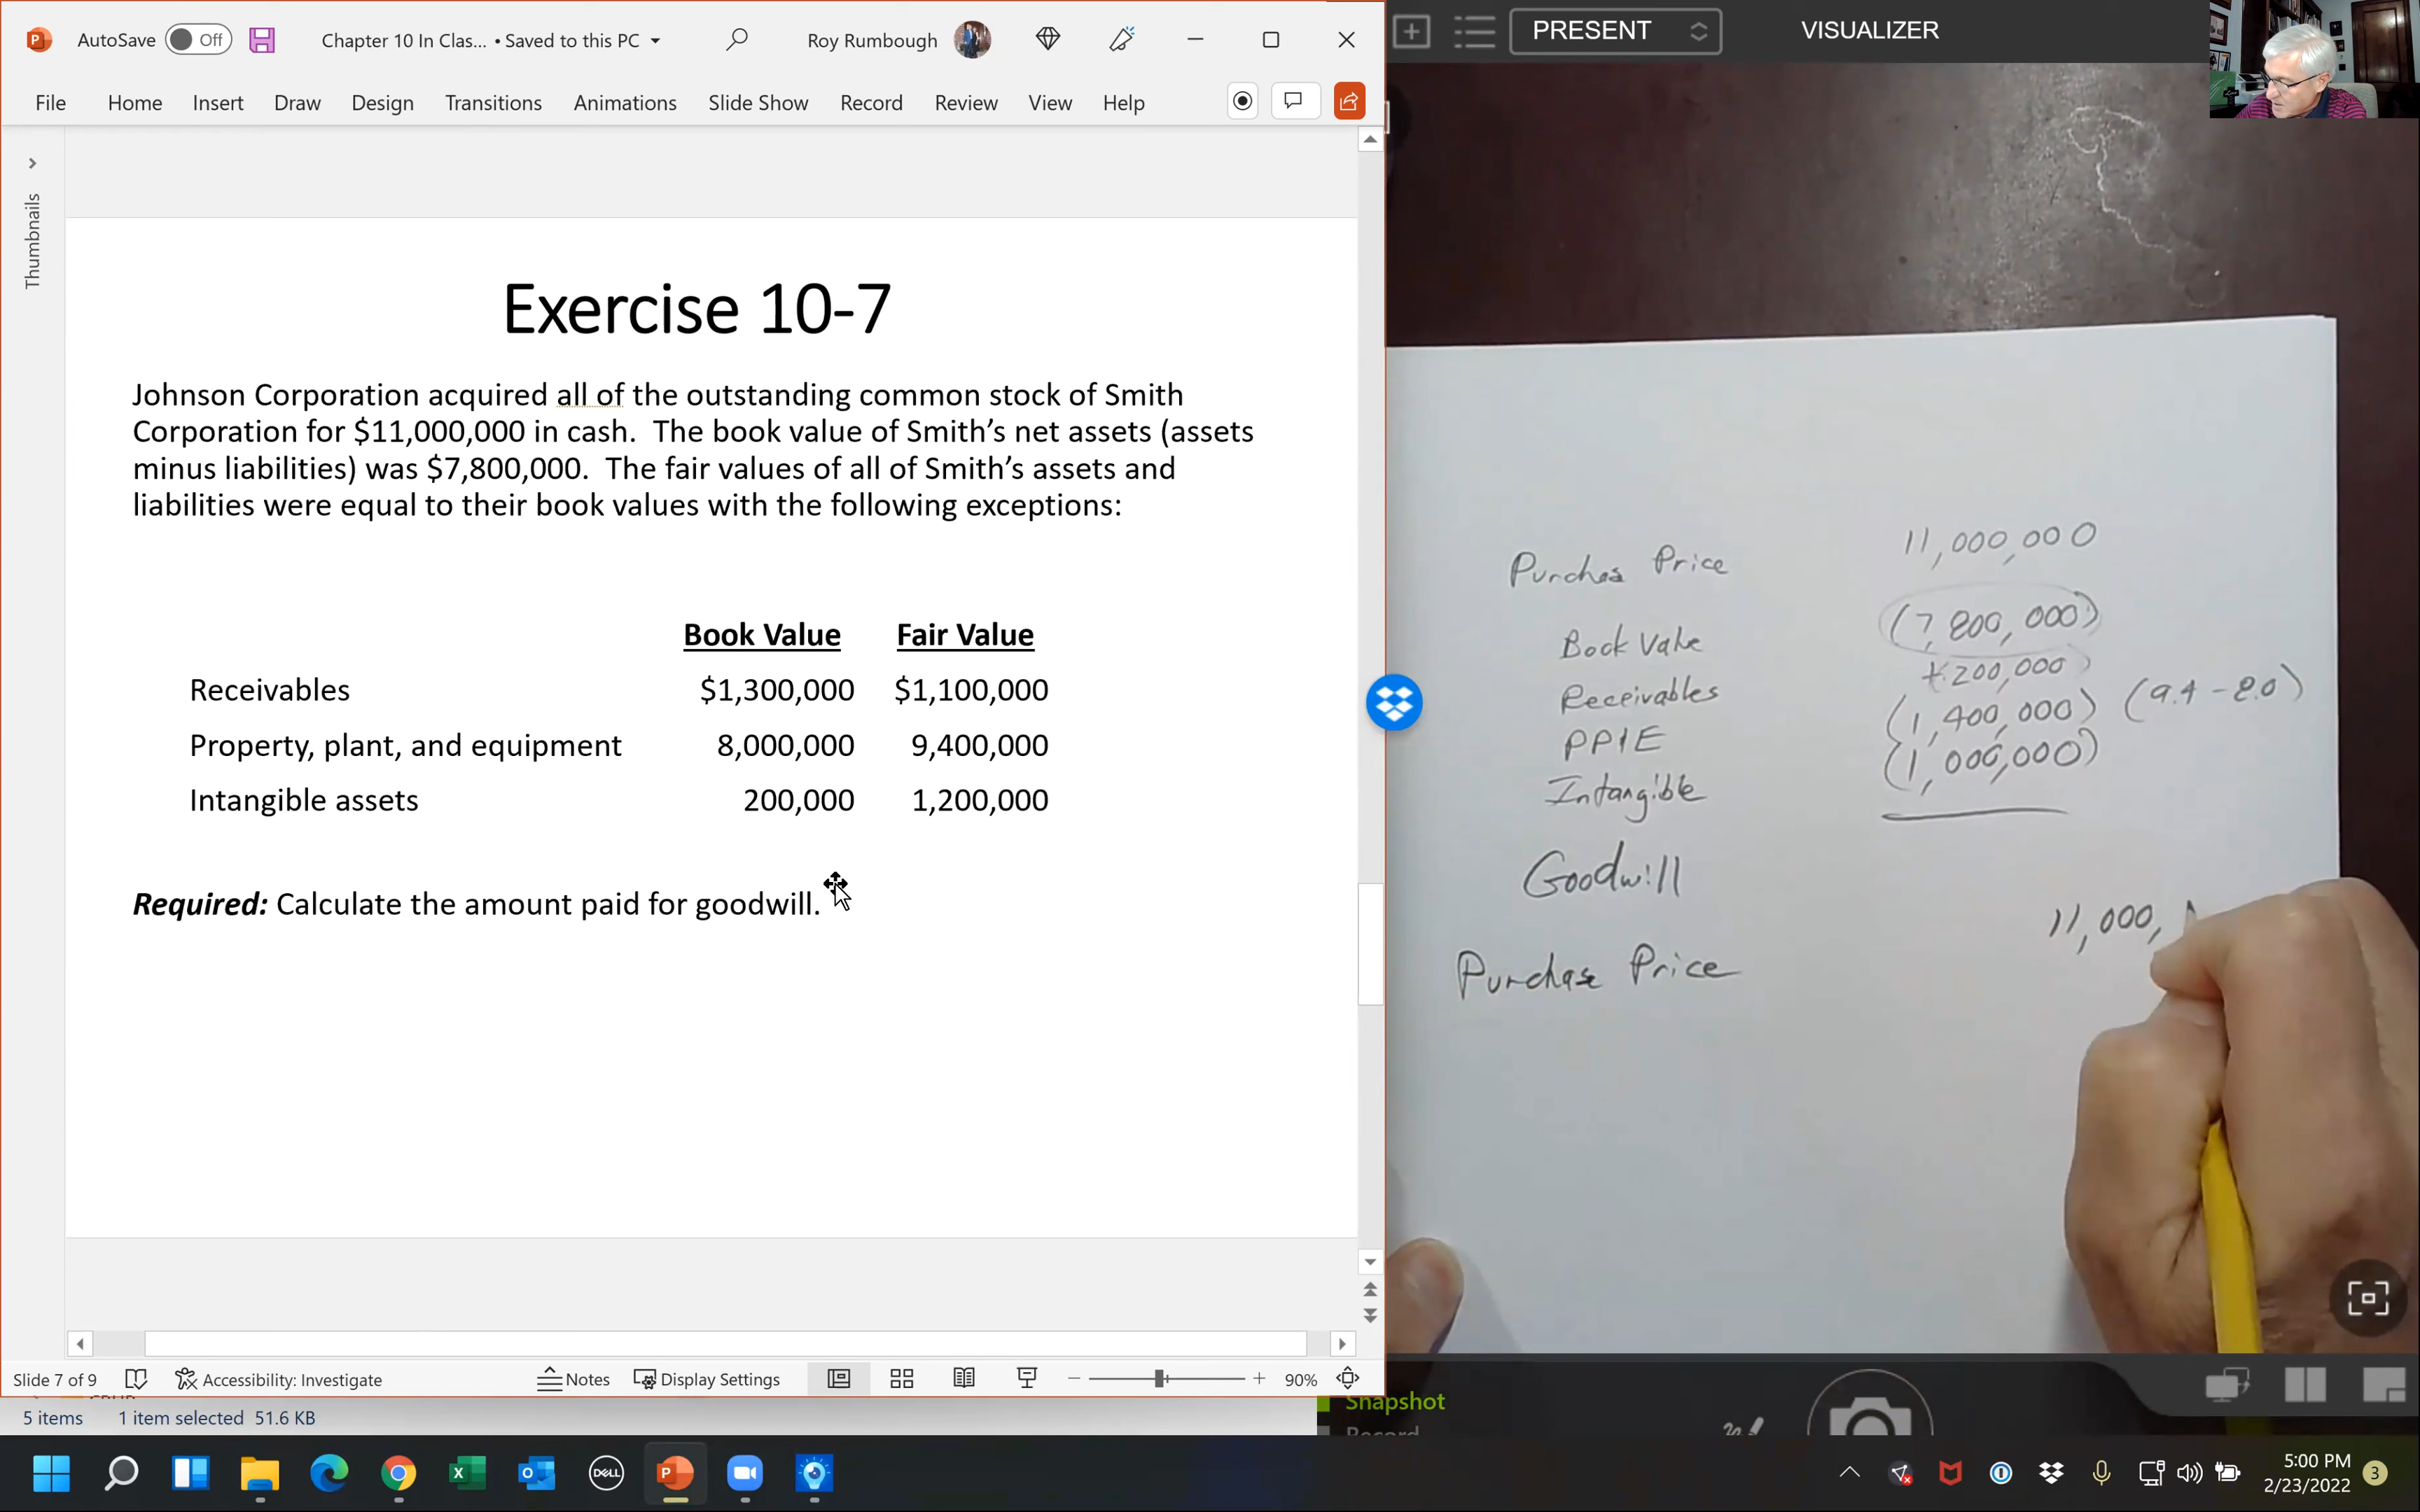 AutoSave Off Chapter 10 In Clas... • Saved to this PC Roy Rumbough
File Home Insert Draw Design Transitions Animations Slide Show Record Review View Help
Thumbnails
Exercise 10-7
Johnson Corporation acquired all of the outstanding common stock of Smith
Corporation for $11,000,000 in cash. The book value of Smith's net assets (assets
minus liabilities) was $7,800,000. The fair values of all of Smith's assets and
liabilities were equal to their book values with the following exceptions:
Book Value Fair Value
Receivables $1,300,000 $1,100,000
Property, plant, and equipment 8,000,000 9,400,000
Intangible assets 200,000 1,200,000
Required: Calculate the amount paid for goodwill.
Slide 7 of 9 Accessibility: Investigate Notes Display Settings 90%
5 items 1 item selected 51.6 KB
PRESENT VISUALIZER
Purchas Price 11,000,000
Book Value (7,800,000)
Receivables +200,000)
PP&E (1,400,000) (9.4 - 8.0)
Intangible (1,000,000)
Goodwill
Purchase Price 11,000,
Snapshot
Record
DELL
5:00 PM
2/23/2022
3